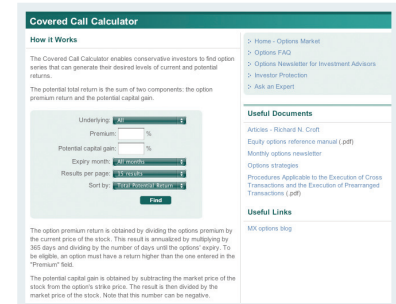 Covered Call Calculator
How it Works
The Covered Call Calculator enables conservative investors to find option
series that can generate their desired levels of current and potential
returns.
The potential total return is the sum of two components: the option
premium return and the potential capital gain.
Underlying: All
Premium: %
Potential capital gain: %
Expiry month: All months
Results per page: 15 results
Sort by: Total Potential Return
Find
The option premium return is obtained by dividing the options premium by
the current price of the stock. This result is annualized by multiplying by
365 days and dividing by the number of days until the options' expiry. To
be eligible, an option must have a return higher than the one entered in the
"Premium" field.
The potential capital gain is obtained by subtracting the market price of the
stock from the option's strike price. The result is then divided by the
market price of the stock. Note that this number can be negative.
Home - Options Market
Options FAQ
Options Newsletter for Investment Advisors
Investor Protection
Ask an Expert
Useful Documents
Articles - Richard N. Croft
Equity options reference manual (.pdf)
Monthly options newsletter
Options strategies
Procedures Applicable to the Execution of Cross
Transactions and the Execution of Prearranged
Transactions (.pdf)
Useful Links
MX options blog